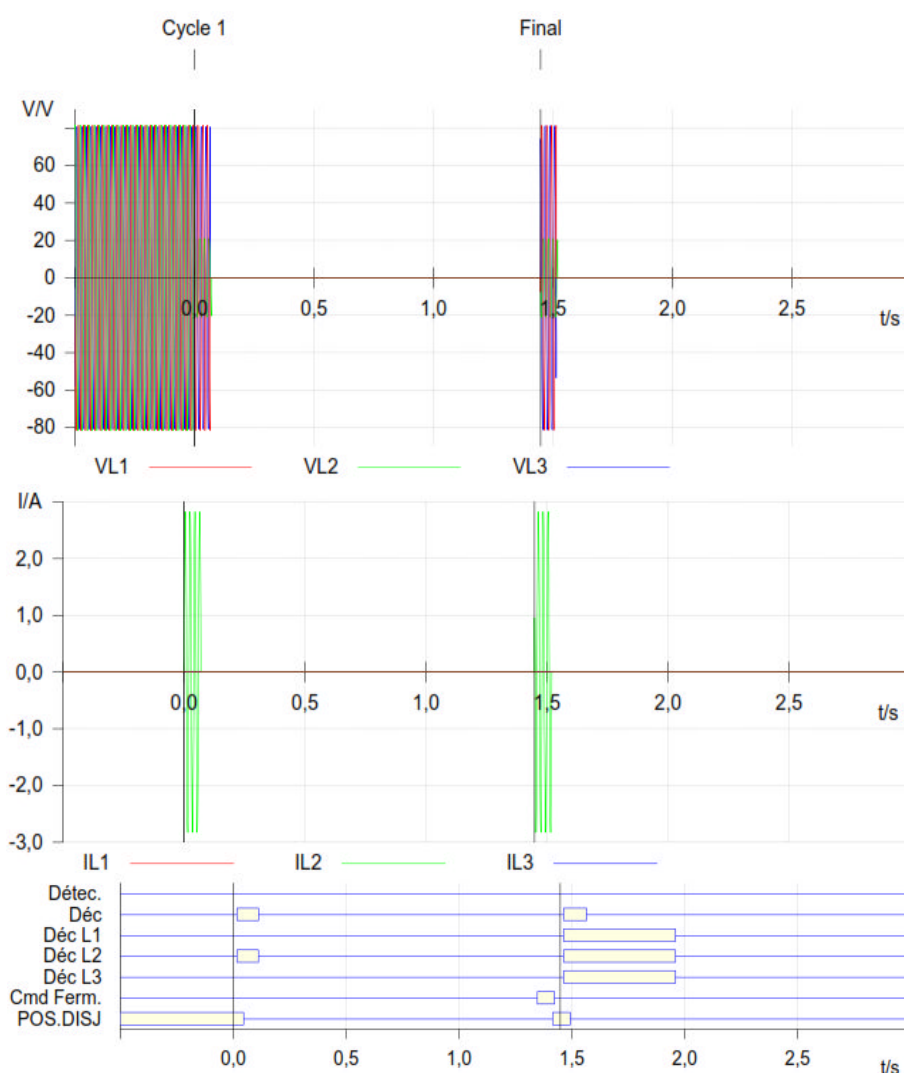 Cycle 1 Final
V/V
60
40
20
0
0,0 0,5 1,0 1,5 2,0 2,5
-20
t/s
-40
-60
-80
VL1 VL2 VL3
I/A
2,0
1,0
0,0
0,0 0,5 1,0 1,5 2,0 2,5
t/s
-1,0
-2,0
-3,0
IL1 IL2 IL3
Détec.
Déc
Déc L1
Déc L2
Déc L3
Cmd Ferm.
POS.DISJ
0,0 0,5 1,0 1,5 2,0 2,5
t/s